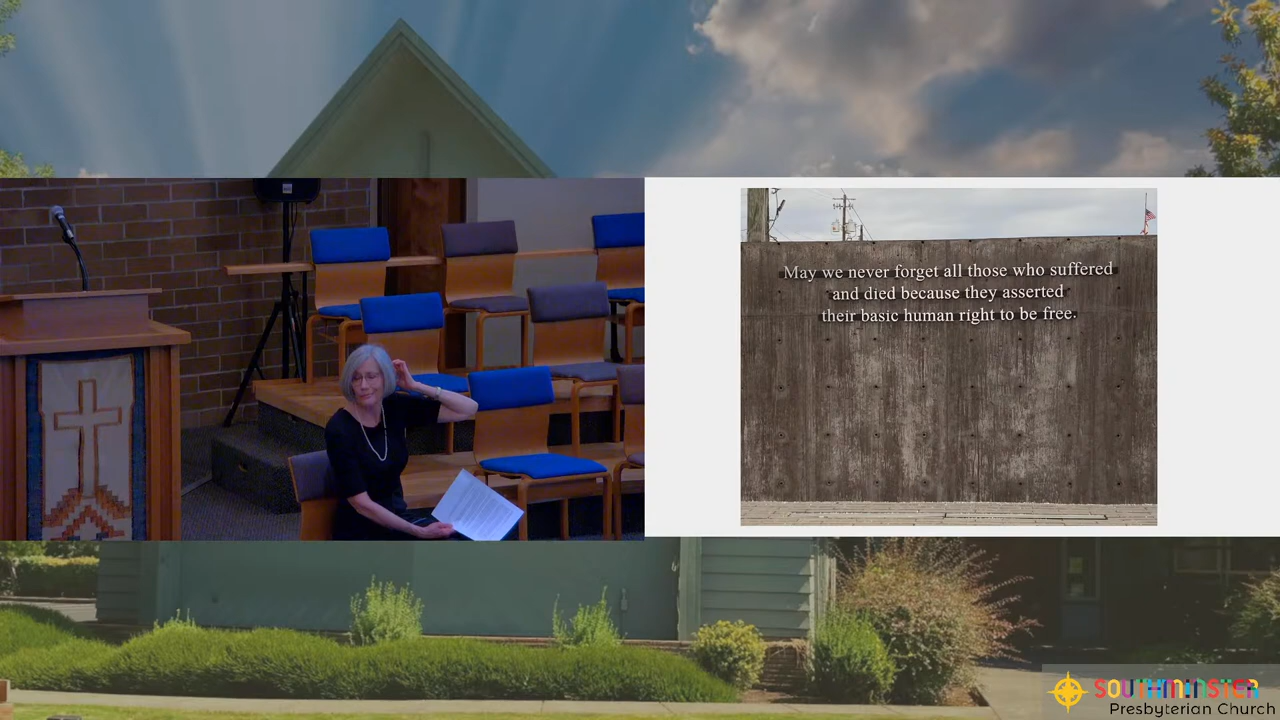 May we never forget all those who suffered
and died because they asserted
their basic human right to be free.
SOUTHMINSTER
Presbyterian Church